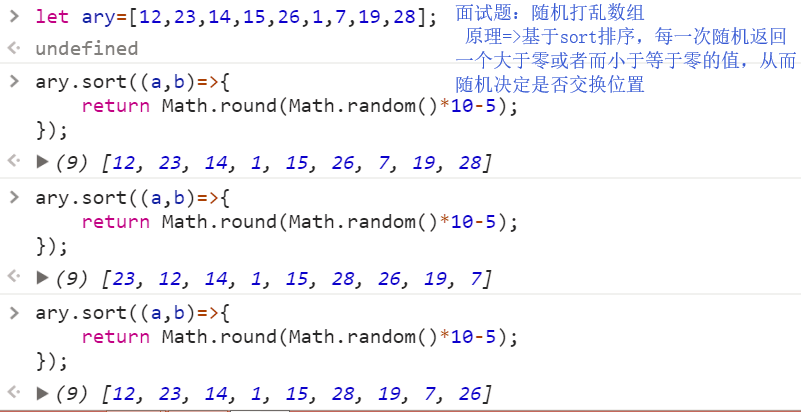 let ary=[12,23,14,15,26,1,7,19,28];
undefined
面试题：随机打乱数组
原理=>基于sort排序，每一次随机返回
一个大于零或者而小于等于零的值，从而
随机决定是否交换位置
ary.sort((a,b)=>{
return Math.round(Math.random()*10-5);
});
(9) [12, 23, 14, 1, 15, 26, 7, 19, 28]
ary.sort((a,b)=>{
return Math.round(Math.random()*10-5);
});
(9) [23, 12, 14, 1, 15, 28, 26, 19, 7]
ary.sort((a,b)=>{
return Math.round(Math.random()*10-5);
});
(9) [12, 23, 14, 1, 15, 28, 19, 7, 26]